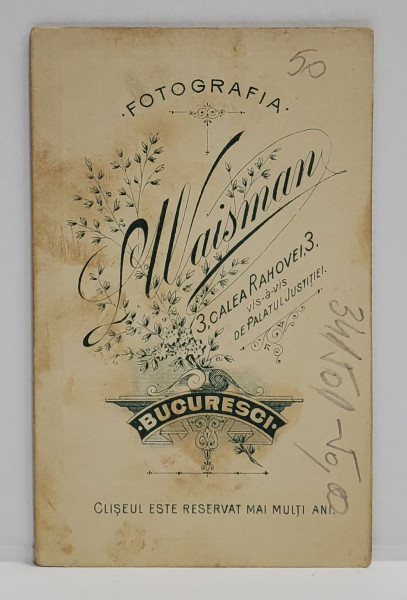 50
·FOTOGRAFIA·
L. Waisman
3, CALEA RAHOVEI, 3.
VIS-À-VIS
DE PALATUL JUSTIŢIEI.
·BUCURESCI·
CLIŞEUL ESTE RESERVAT MAI MULŢI ANI.